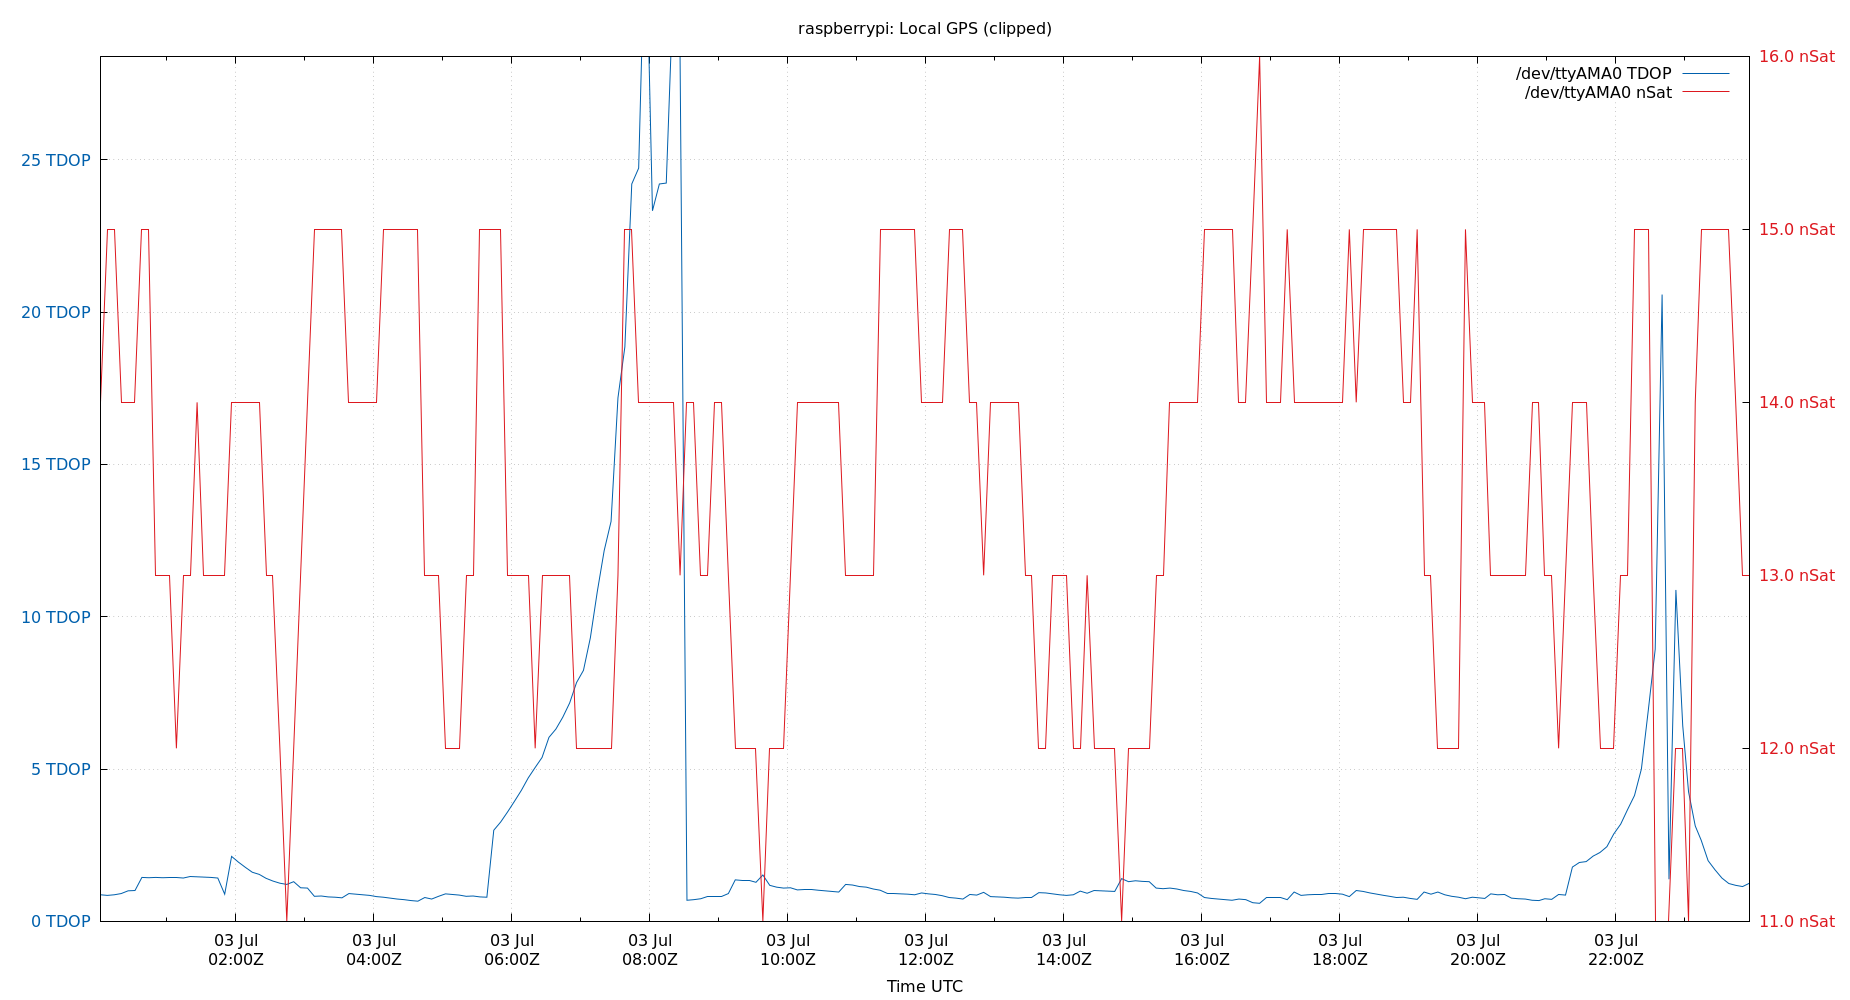 raspberrypi: Local GPS (clipped)
/dev/ttyAMA0 TDOP
/dev/ttyAMA0 nSat
25 TDOP
20 TDOP
15 TDOP
10 TDOP
5 TDOP
0 TDOP
16.0 nSat
15.0 nSat
14.0 nSat
13.0 nSat
12.0 nSat
11.0 nSat
03 Jul
02:00Z
03 Jul
04:00Z
03 Jul
06:00Z
03 Jul
08:00Z
03 Jul
10:00Z
03 Jul
12:00Z
03 Jul
14:00Z
03 Jul
16:00Z
03 Jul
18:00Z
03 Jul
20:00Z
03 Jul
22:00Z
Time UTC